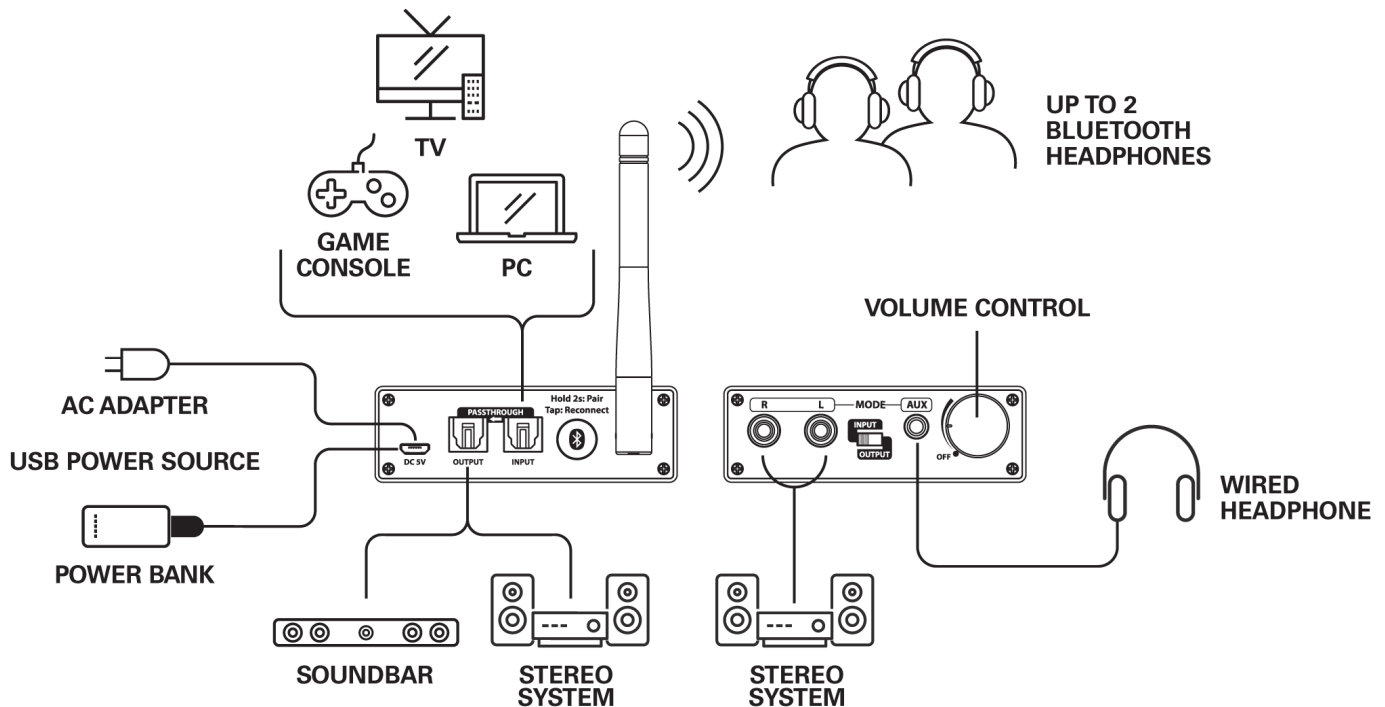 TV
GAME
CONSOLE
PC
UP TO 2
BLUETOOTH
HEADPHONES
VOLUME CONTROL
AC ADAPTER
USB POWER SOURCE
POWER BANK
PASSTHROUGH
Hold 2s: Pair
Tap: Reconnect
DC 5V
OUTPUT
INPUT
R
L
MODE
AUX
INPUT
OUTPUT
OFF
WIRED
HEADPHONE
SOUNDBAR
STEREO
SYSTEM
STEREO
SYSTEM